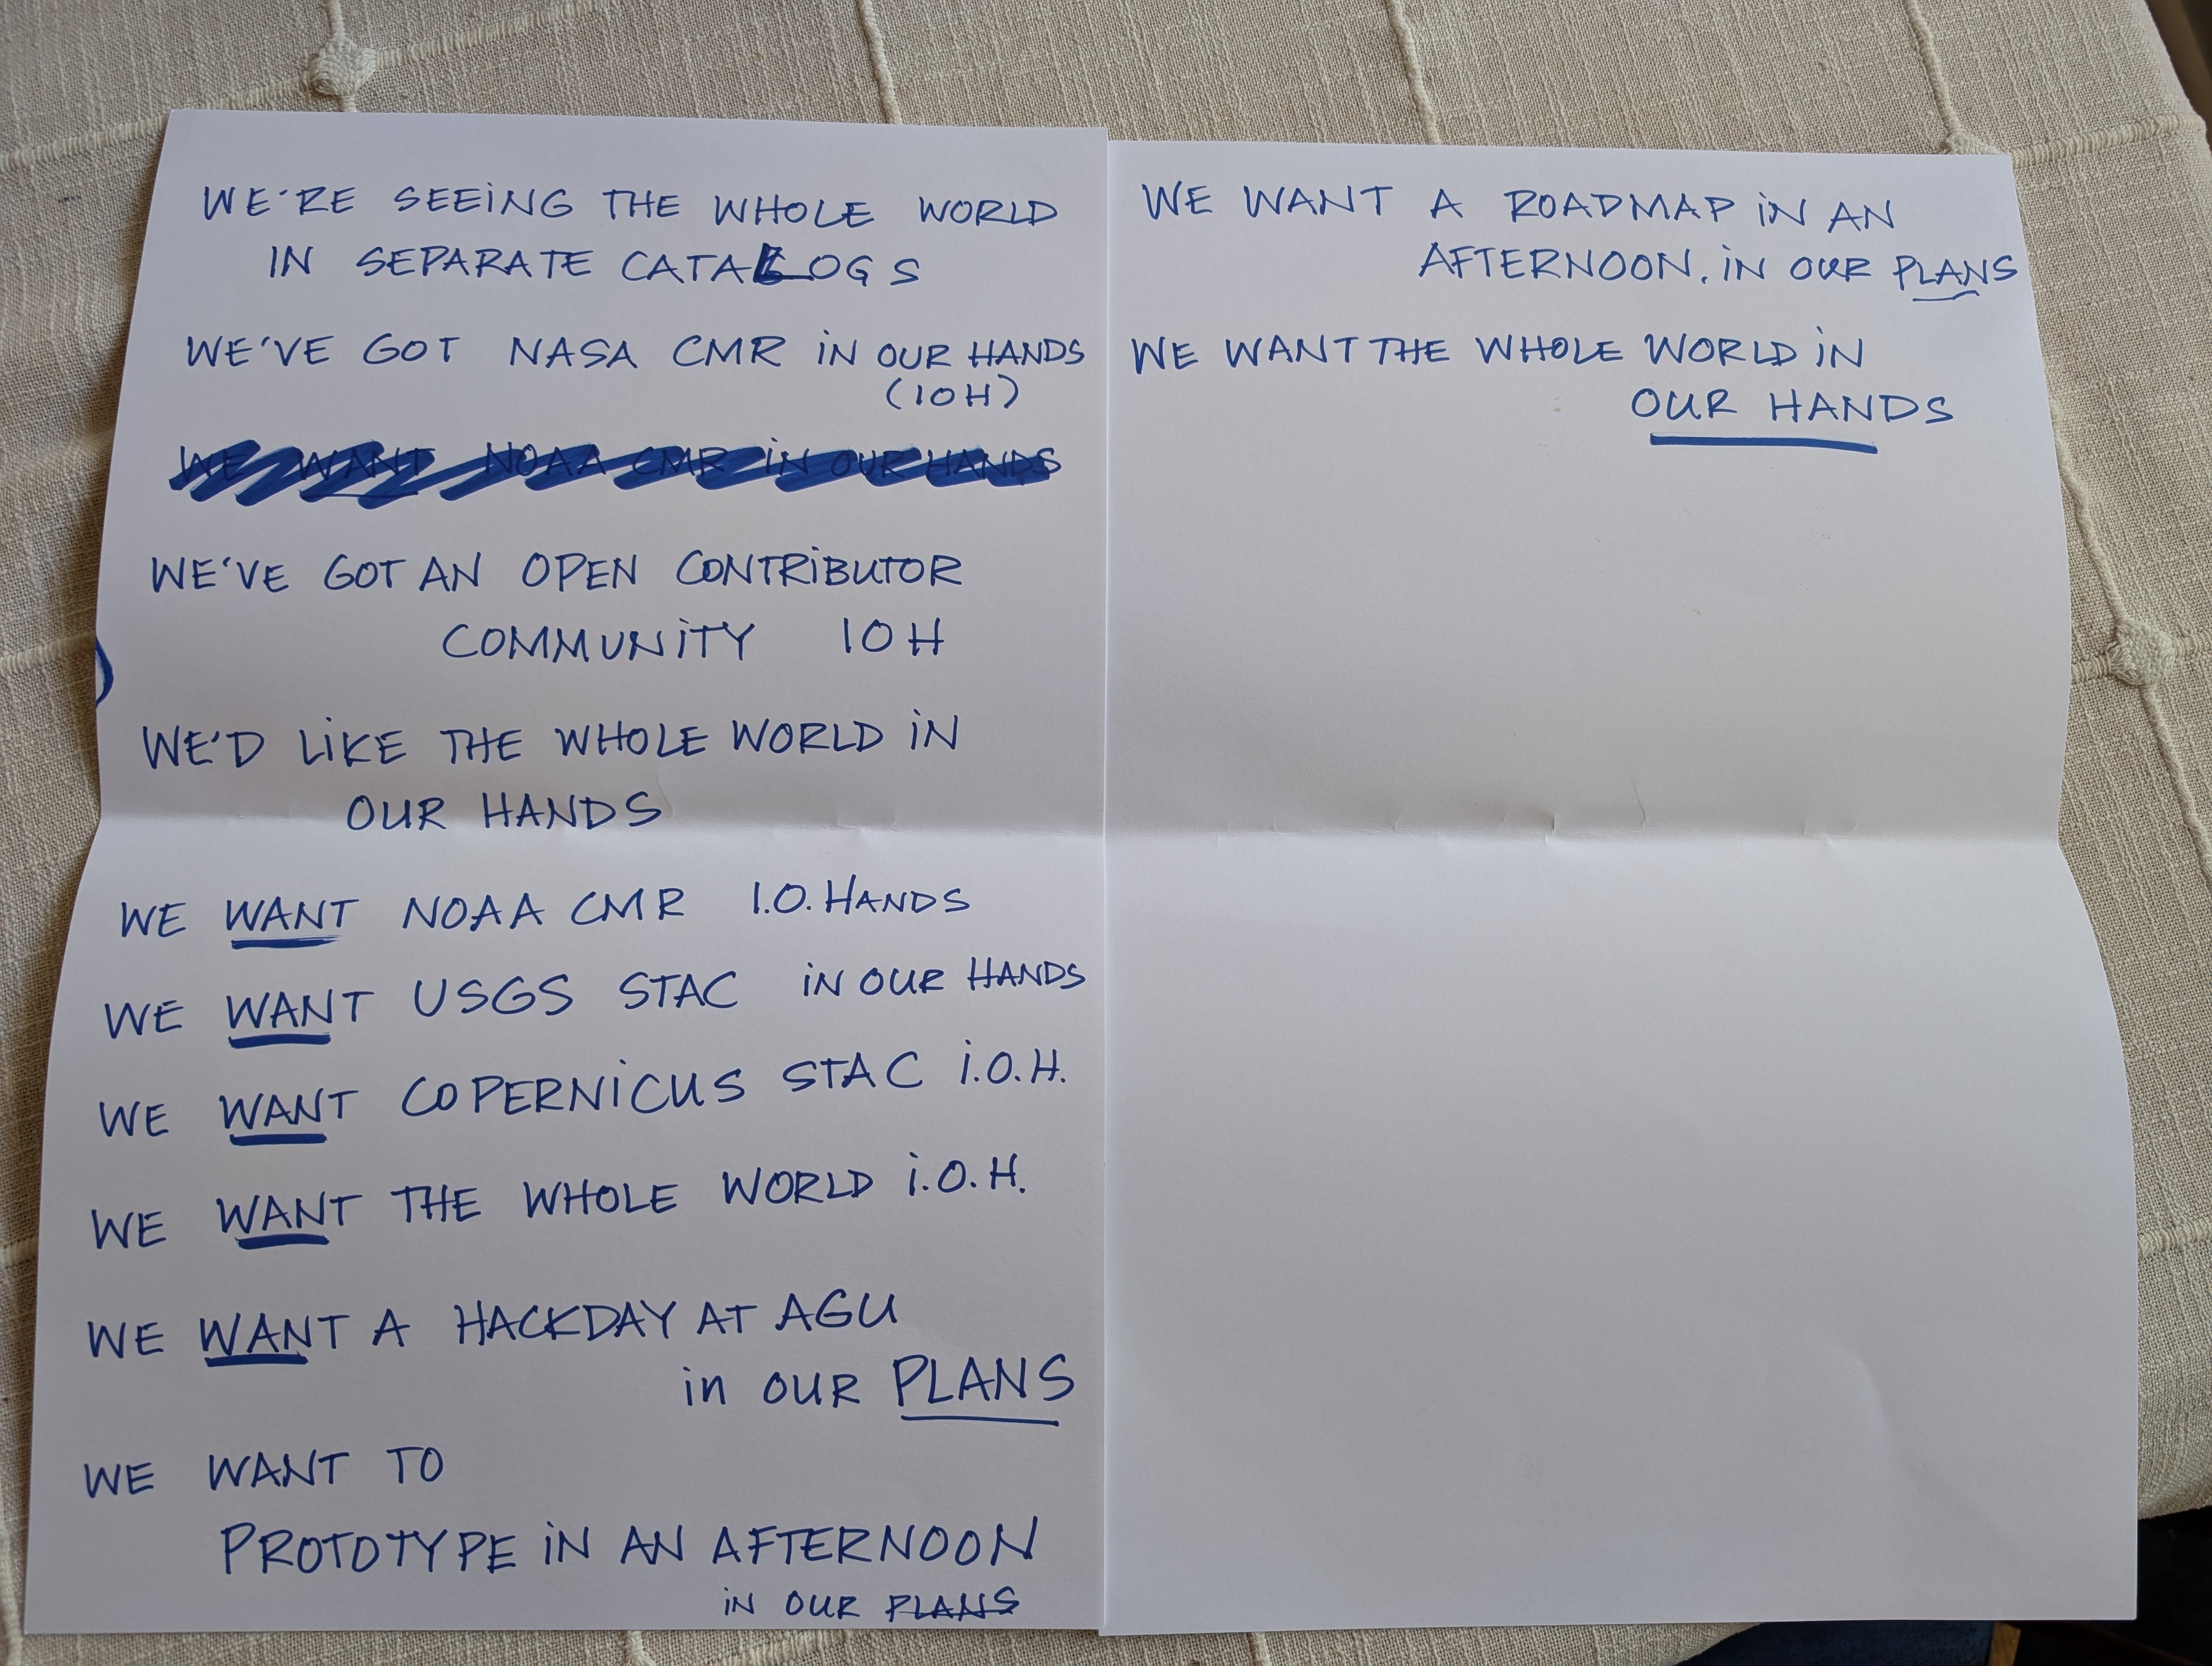 WE'RE SEEING THE WHOLE WORLD
IN SEPARATE CATALOGS
WE'VE GOT NASA CMR IN OUR HANDS
(IOH)
WE WANT NOAA CMR IN OUR HANDS
WE'VE GOT AN OPEN CONTRIBUTOR
COMMUNITY IOH
WE'D LIKE THE WHOLE WORLD IN
OUR HANDS
WE WANT NOAA CMR I.O. HANDS
WE WANT USGS STAC IN OUR HANDS
WE WANT COPERNICUS STAC I.O.H.
WE WANT THE WHOLE WORLD I.O.H.
WE WANT A HACKDAY AT AGU
in OUR PLANS
WE WANT TO
PROTOTYPE IN AN AFTERNOON
IN OUR PLANS
WE WANT A ROADMAP IN AN
AFTERNOON. IN OUR PLANS
WE WANT THE WHOLE WORLD IN
OUR HANDS